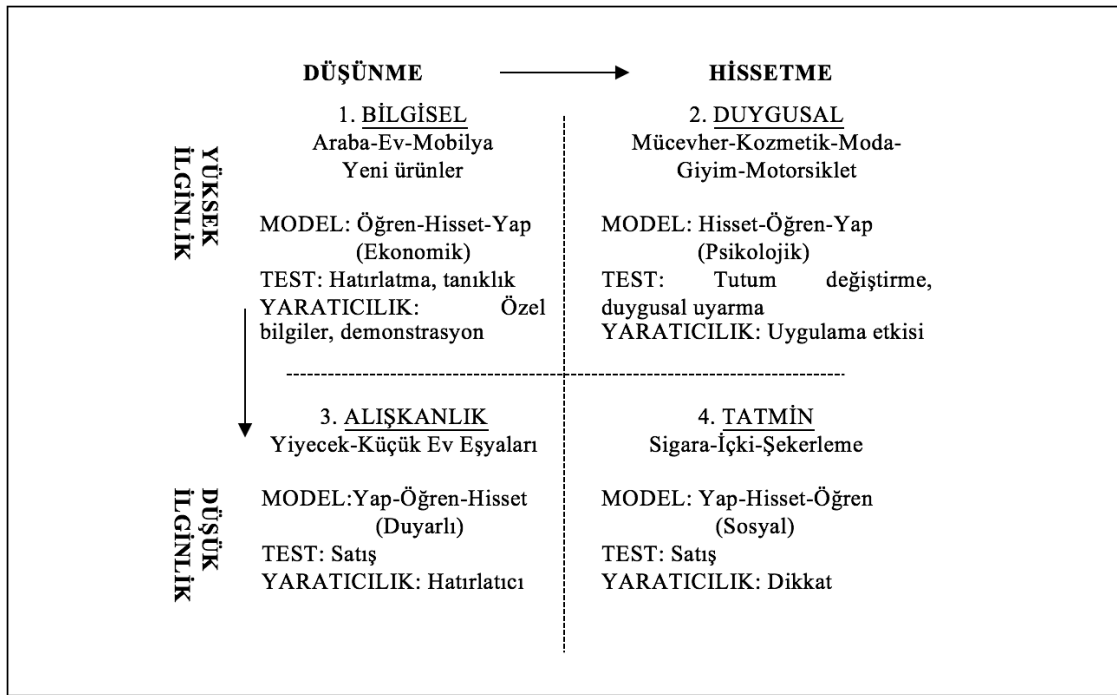 DÜŞÜNME
HİSSETME
YÜKSEK
İLGİNLİK
1. BİLGİSEL
Araba-Ev-Mobilya
Yeni ürünler
MODEL: Öğren-Hisset-Yap
(Ekonomik)
TEST: Hatırlatma, tanıklık
YARATICILIK: Özel
bilgiler, demonstrasyon
2. DUYGUSAL
Mücevher-Kozmetik-Moda-
Giyim-Motorsiklet
MODEL: Hisset-Öğren-Yap
(Psikolojik)
TEST: Tutum değiştirme,
duygusal uyarma
YARATICILIK: Uygulama etkisi
DÜŞÜK
İLGİNLİK
3. ALIŞKANLIK
Yiyecek-Küçük Ev Eşyaları
MODEL:Yap-Öğren-Hisset
(Duyarlı)
TEST: Satış
YARATICILIK: Hatırlatıcı
4. TATMİN
Sigara-İçki-Şekerleme
MODEL: Yap-Hisset-Öğren
(Sosyal)
TEST: Satış
YARATICILIK: Dikkat